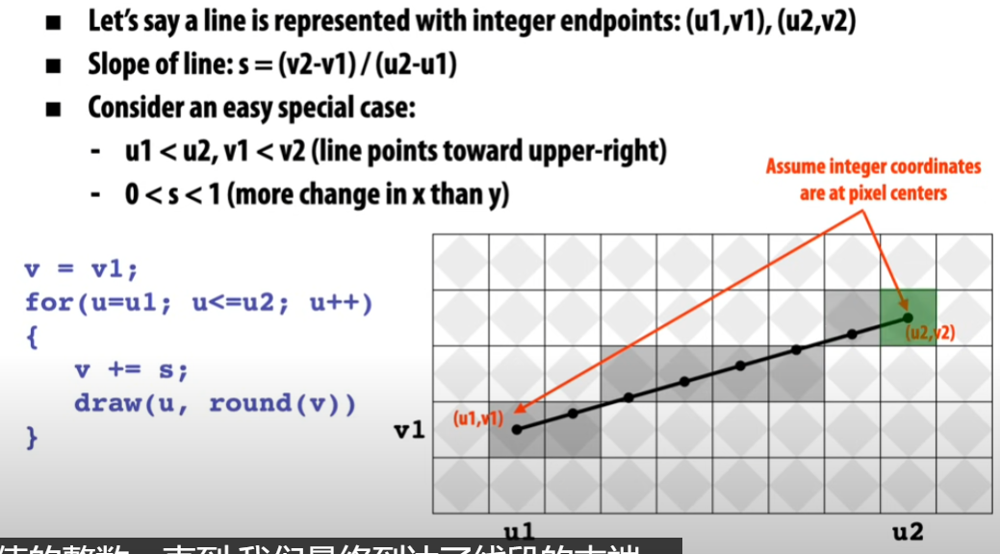 Let's say a line is represented with integer endpoints: (u1,v1), (u2,v2)
Slope of line: s = (v2-v1) / (u2-u1)
Consider an easy special case:
- u1 < u2, v1 < v2 (line points toward upper-right)
- 0 < s < 1 (more change in x than y)
Assume integer coordinates
are at pixel centers
v = v1;
for(u=u1; u<=u2; u++)
{
v += s;
draw(u, round(v))
}
(u2,v2)
(u1,v1)
v1
u1
u2
值的整数，直到我们最终到达了线段的末端